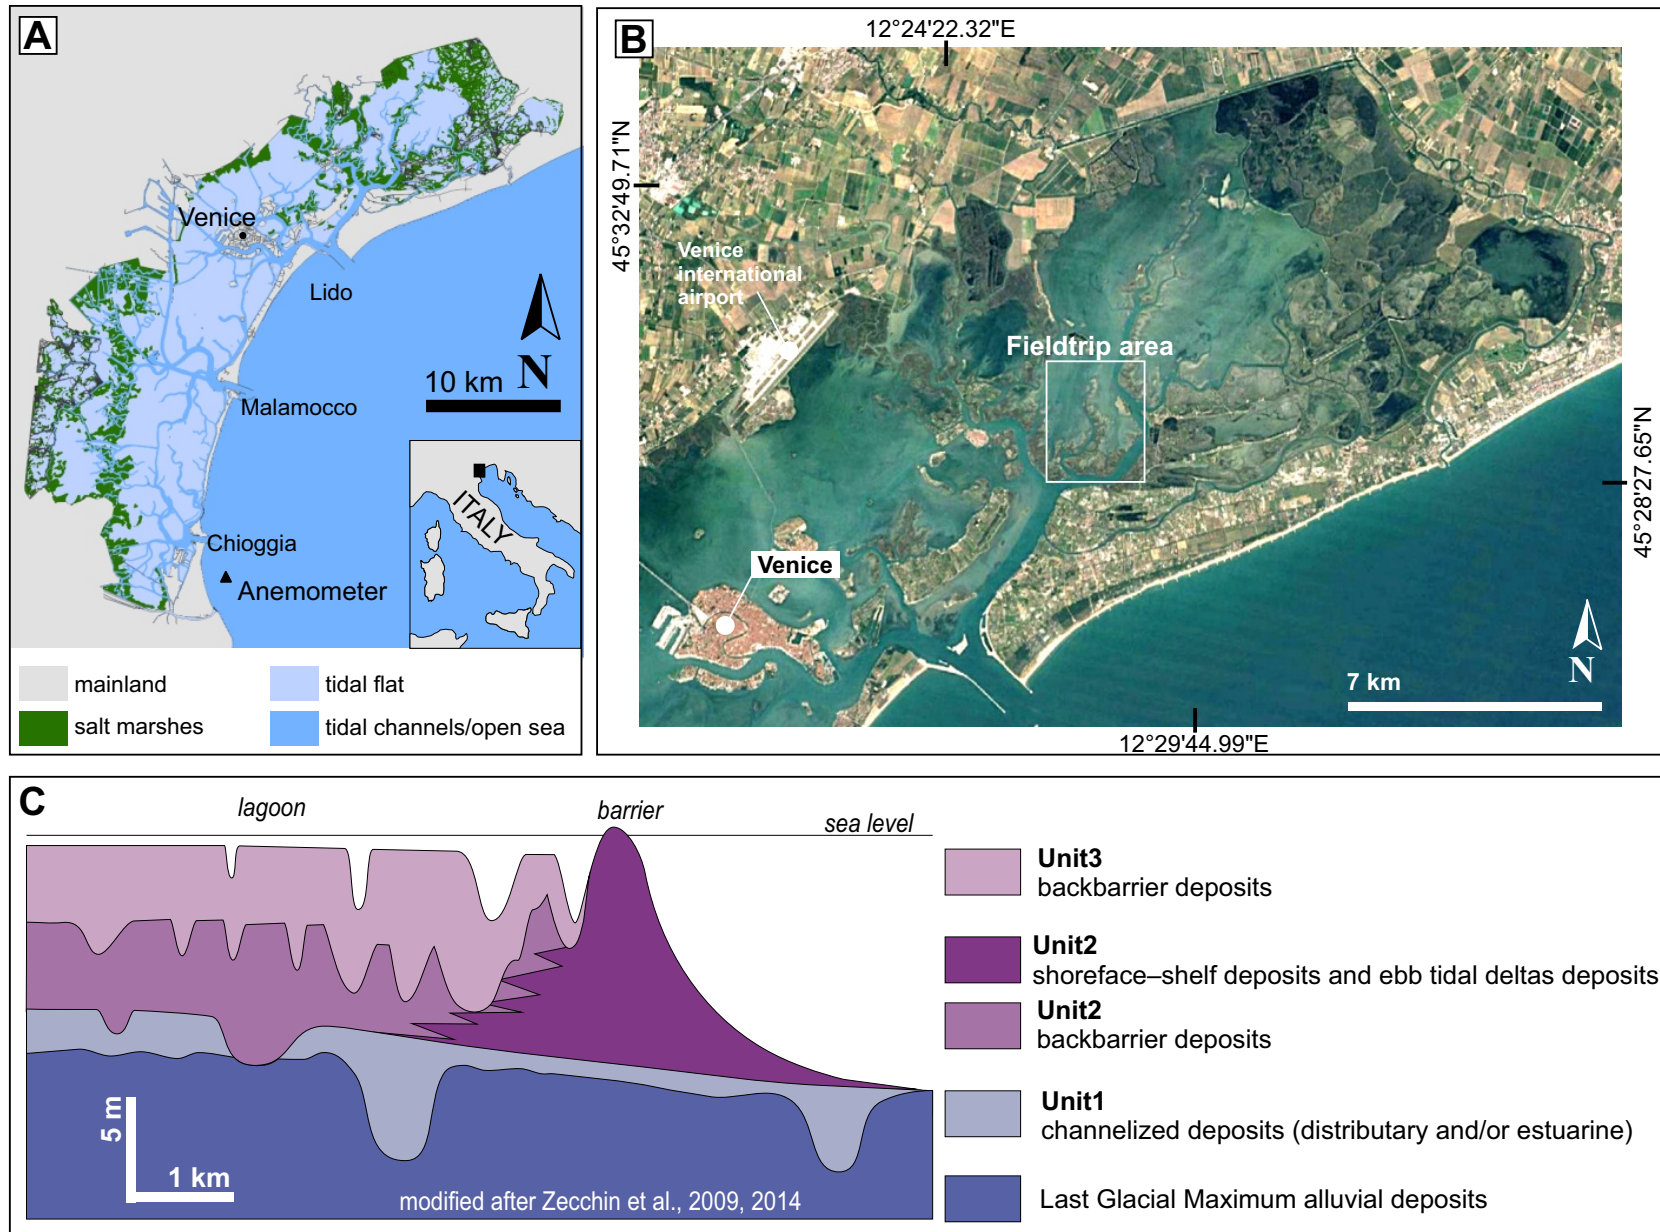 A
Venice
Lido
10 km
N
Malamocco
ITALY
Chioggia
Anemometer
mainland
tidal flat
salt marshes
tidal channels/open sea
B
12°24'22.32"E
45°32'49.71"N
Venice
international
airport
Fieldtrip area
45°28'27.65"N
Venice
N
7 km
12°29'44.99"E
C
lagoon
barrier
sea level
5 m
1 km
modified after Zecchin et al., 2009, 2014
Unit3
backbarrier deposits
Unit2
shoreface–shelf deposits and ebb tidal deltas deposits
Unit2
backbarrier deposits
Unit1
channelized deposits (distributary and/or estuarine)
Last Glacial Maximum alluvial deposits